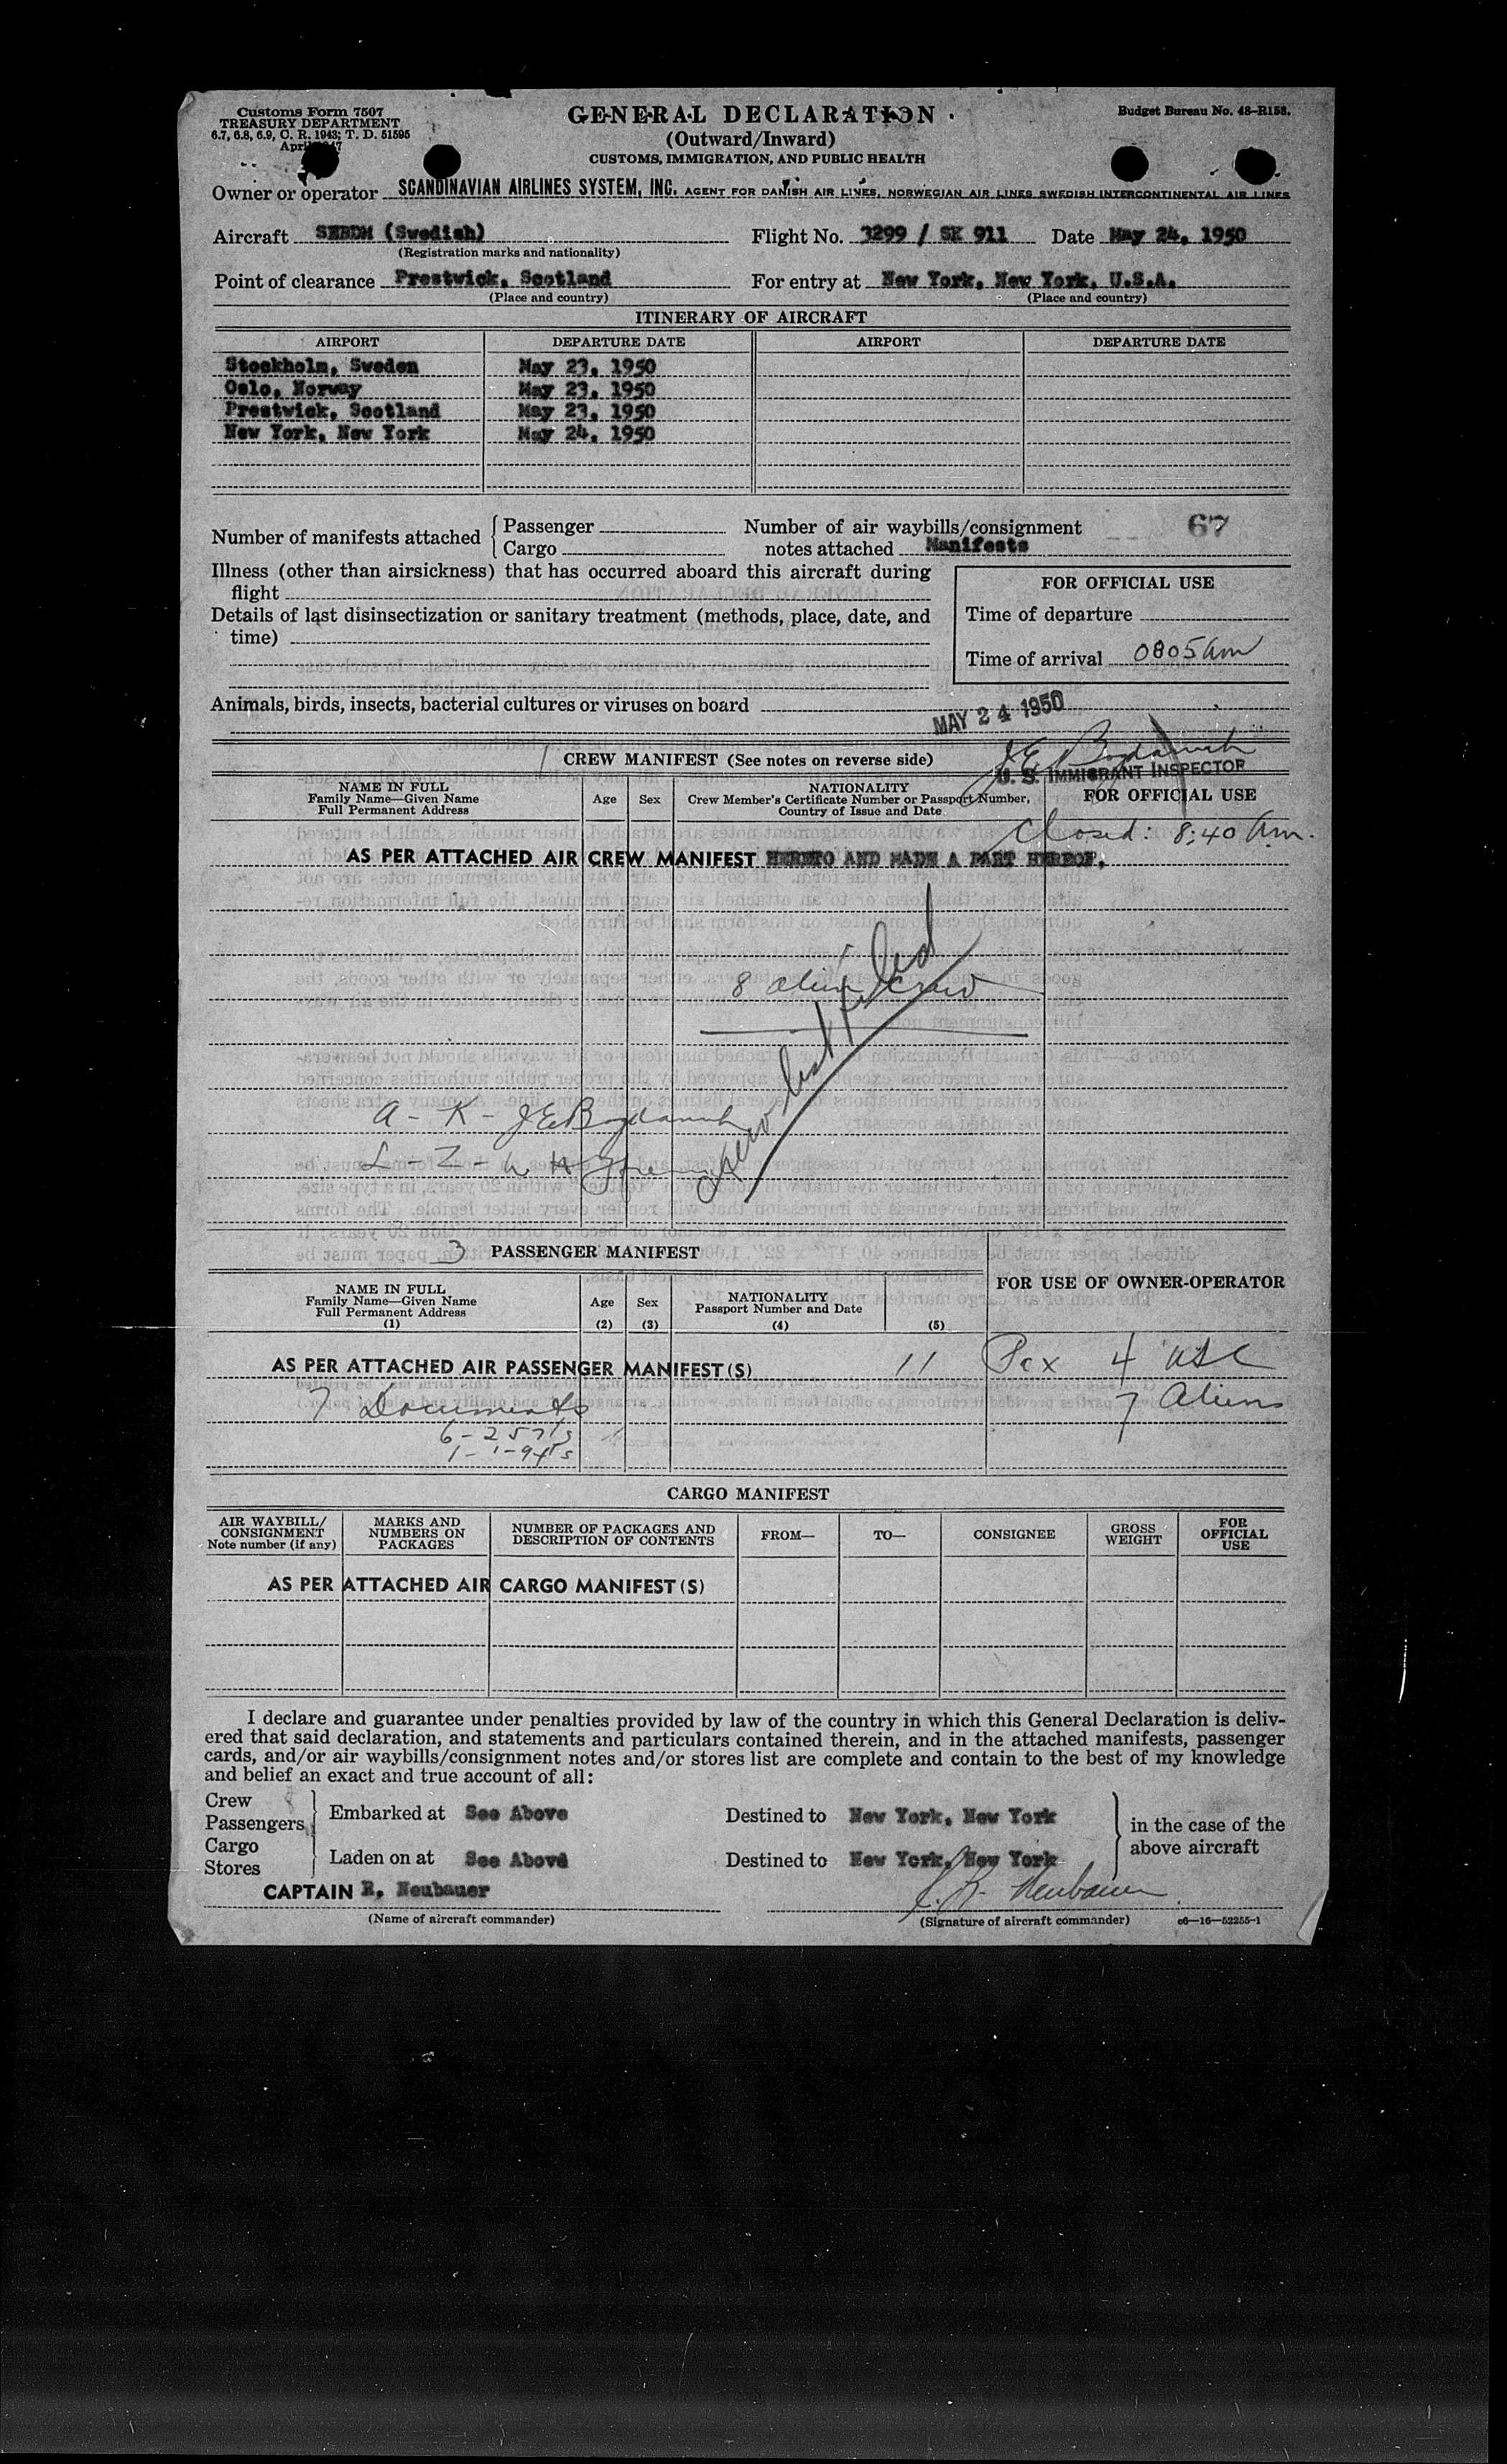 Customs Form 7507
TREASURY DEPARTMENT
6.7, 6.8, 6.9, C. R. 1943; T. D. 51595
GENERAL DECLARATION
(Outward/Inward)
CUSTOMS, IMMIGRATION, AND PUBLIC HEALTH
Budget Bureau No. 48-R158.
Owner or operator SCANDINAVIAN AIRLINES SYSTEM, INC. AGENT FOR DANISH AIR LINES, NORWEGIAN AIR LINES SWEDISH INTERCONTINENTAL AIR LINES
Aircraft SEBDM (Swedish) Flight No. 3299 / SK 911 Date May 24, 1950
(Registration marks and nationality)
Point of clearance Prestwick, Scotland For entry at New York, New York, U.S.A.
(Place and country) (Place and country)
ITINERARY OF AIRCRAFT
AIRPORT DEPARTURE DATE AIRPORT DEPARTURE DATE
Stockholm, Sweden May 23, 1950
Oslo, Norway May 23, 1950
Prestwick, Scotland May 23, 1950
New York, New York May 24, 1950
Number of manifests attached { Passenger Number of air waybills/consignment 67
Cargo notes attached Manifests
Illness (other than airsickness) that has occurred aboard this aircraft during
flight
FOR OFFICIAL USE
Details of last disinsectization or sanitary treatment (methods, place, date, and
time)
Time of departure
Time of arrival 0805 am
Animals, birds, insects, bacterial cultures or viruses on board
MAY 24 1950
1 CREW MANIFEST (See notes on reverse side)
U. S. IMMIGRANT INSPECTOR
NAME IN FULL
Family Name—Given Name
Full Permanent Address
Age Sex
NATIONALITY
Crew Member's Certificate Number or Passport Number,
Country of Issue and Date
FOR OFFICIAL USE
Closed: 8:40 am.
AS PER ATTACHED AIR CREW MANIFEST HERETO AND MADE A PART HEREOF.
8 alien crew
Crew list filed
A - K - J E Bogdanuh
L - Z -
3 PASSENGER MANIFEST
NAME IN FULL
Family Name—Given Name
Full Permanent Address
(1)
Age
(2)
Sex
(3)
NATIONALITY
Passport Number and Date
(4) (5)
FOR USE OF OWNER-OPERATOR
AS PER ATTACHED AIR PASSENGER MANIFEST(S) 11 Pax 4 USC
7 Documents 7 Aliens
6 - 257's
CARGO MANIFEST
AIR WAYBILL/
CONSIGNMENT
Note number (if any)
MARKS AND
NUMBERS ON
PACKAGES
NUMBER OF PACKAGES AND
DESCRIPTION OF CONTENTS
FROM— TO— CONSIGNEE
GROSS
WEIGHT
FOR
OFFICIAL
USE
AS PER ATTACHED AIR CARGO MANIFEST(S)
I declare and guarantee under penalties provided by law of the country in which this General Declaration is deliv-
ered that said declaration, and statements and particulars contained therein, and in the attached manifests, passenger
cards, and/or air waybills/consignment notes and/or stores list are complete and contain to the best of my knowledge
and belief an exact and true account of all:
Crew
Passengers
Embarked at See Above Destined to New York, New York
Cargo
Stores
Laden on at See Above Destined to New York, New York
in the case of the
above aircraft
CAPTAIN R. Neubauer
Neubauer
(Name of aircraft commander) (Signature of aircraft commander) c6—16—52255-1